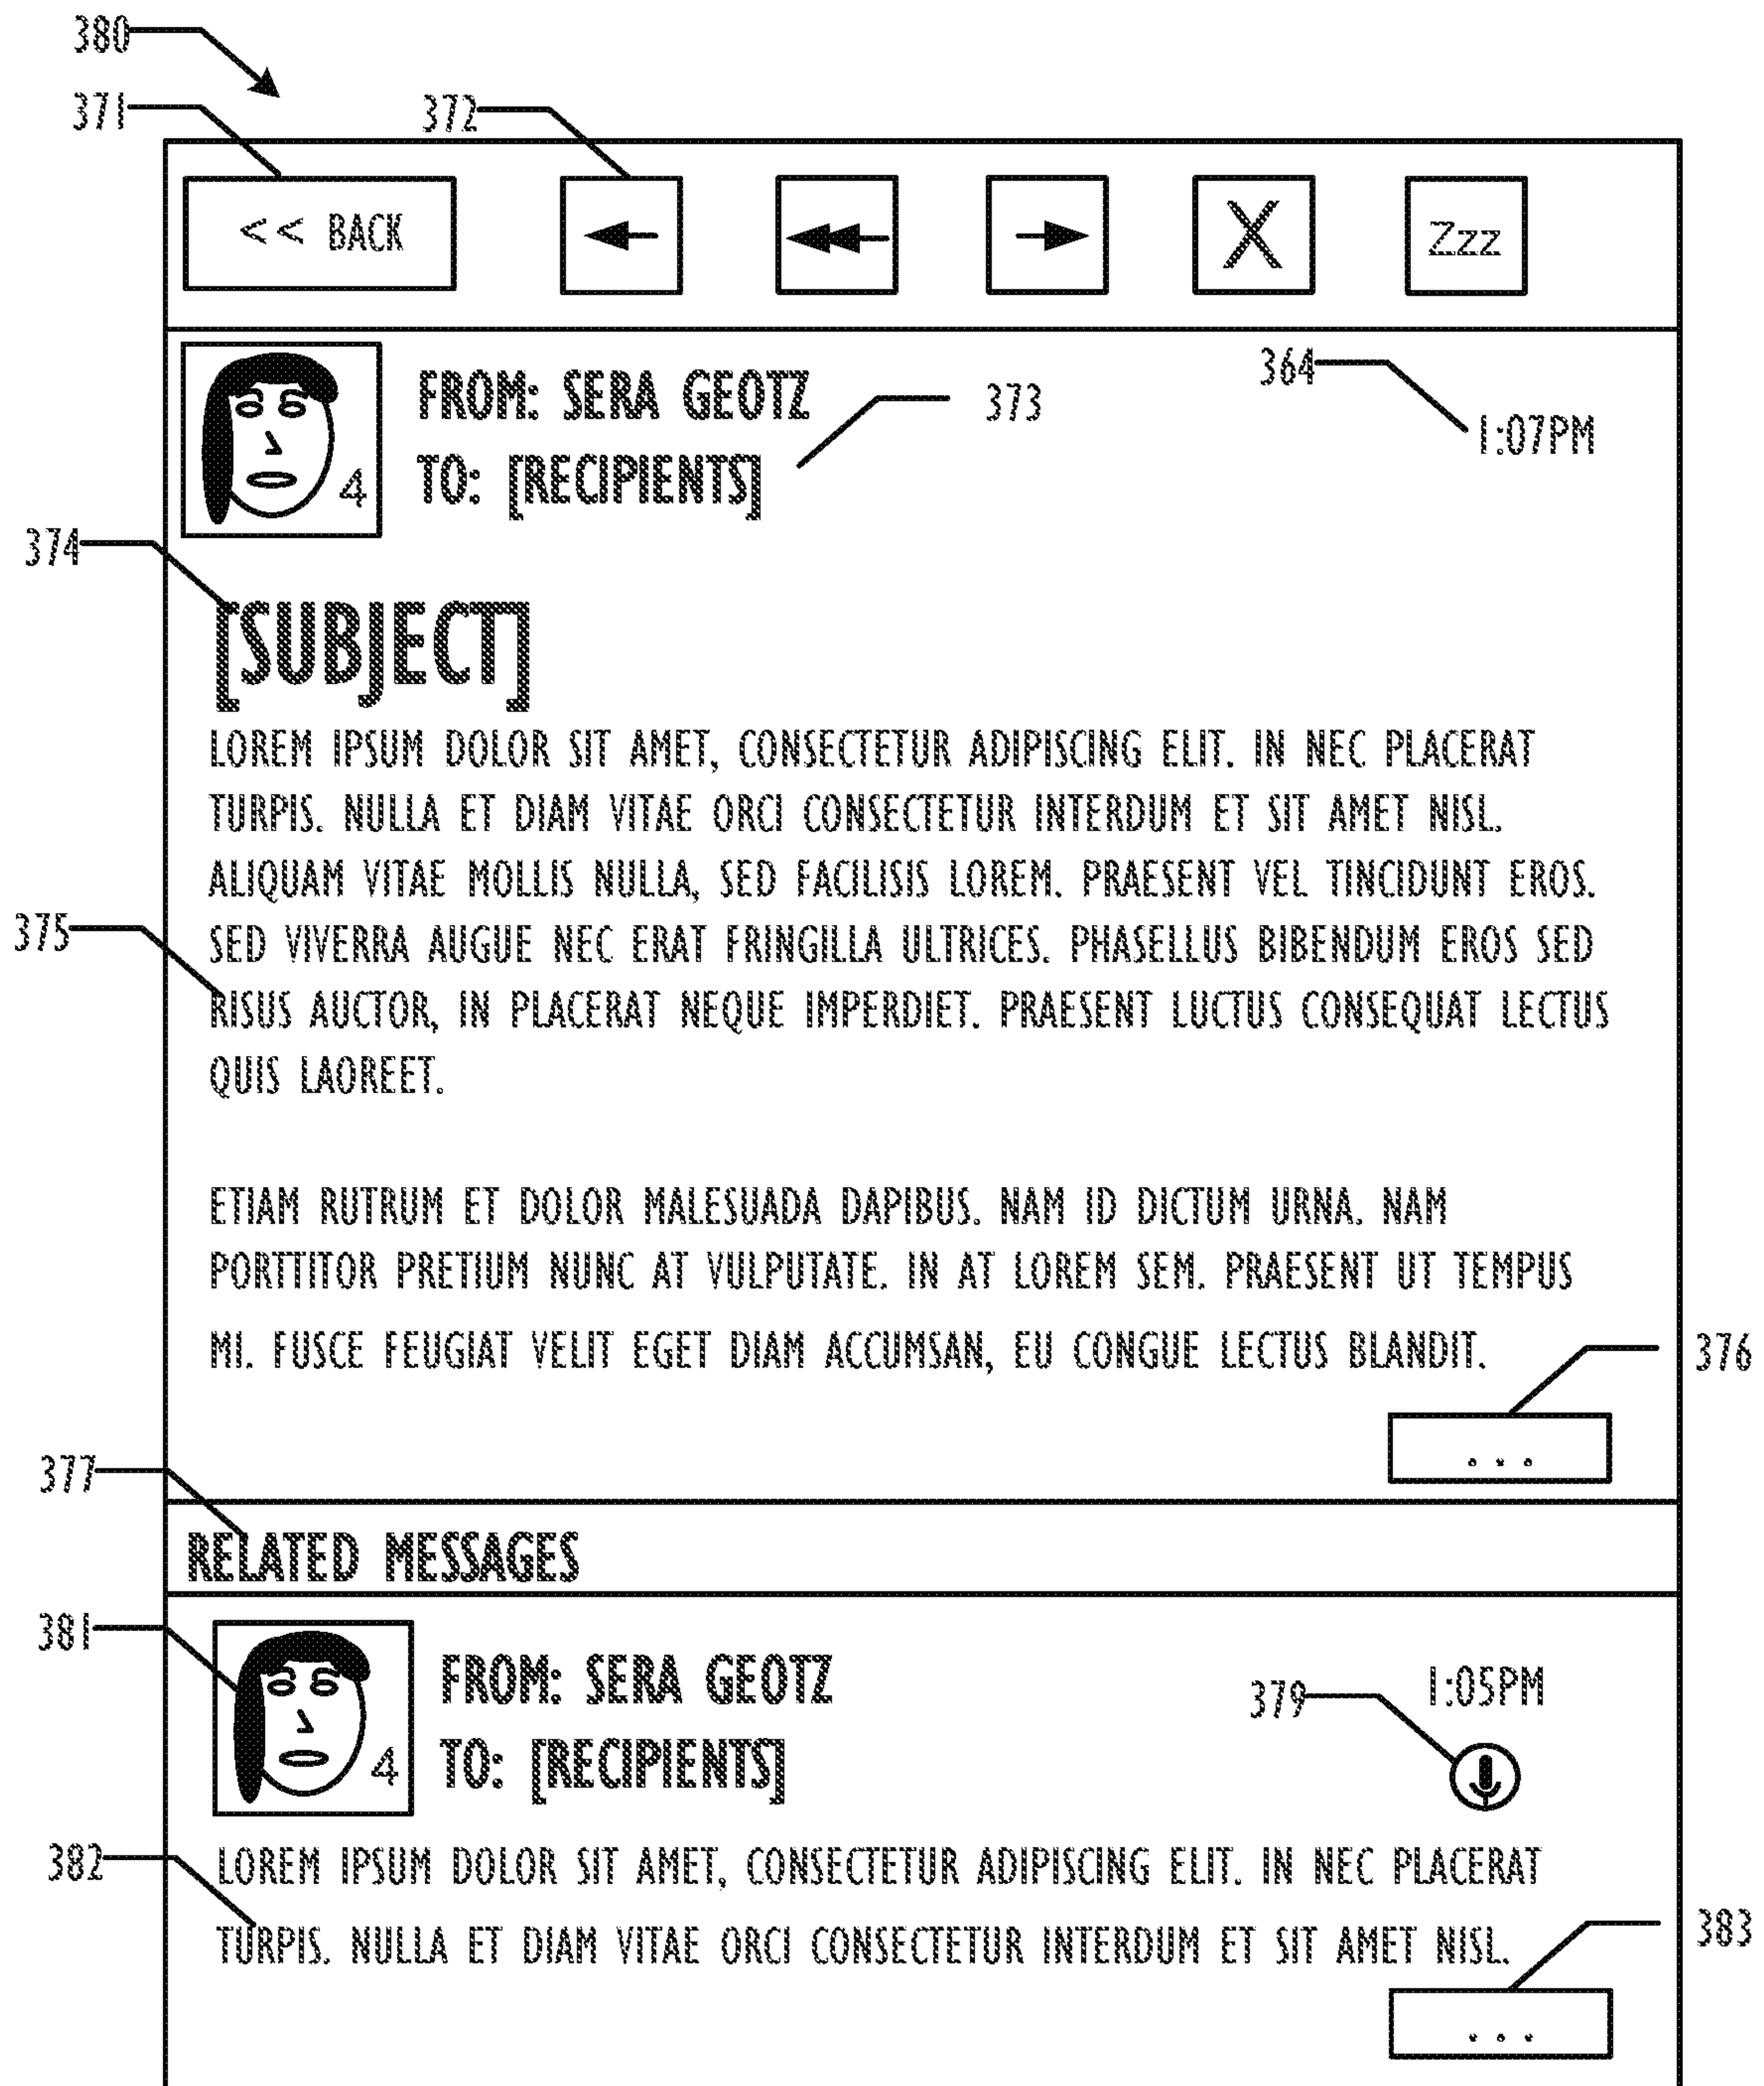 380
371
372
<< BACK
X
Zzz
364
FROM: SERA GEOTZ
373
1:07PM
TO: [RECIPIENTS]
4
374
[SUBJECT]
LOREM IPSUM DOLOR SIT AMET, CONSECTETUR ADIPISCING ELIT. IN NEC PLACERAT
TURPIS. NULLA ET DIAM VITAE ORCI CONSECTETUR INTERDUM ET SIT AMET NISL.
ALIQUAM VITAE MOLLIS NULLA, SED FACILISIS LOREM. PRAESENT VEL TINCIDUNT EROS.
375
SED VIVERRA AUGUE NEC ERAT FRINGILLA ULTRICES. PHASELLUS BIBENDUM EROS SED
RISUS AUCTOR, IN PLACERAT NEQUE IMPERDIET. PRAESENT LUCTUS CONSEQUAT LECTUS
QUIS LAOREET.
ETIAM RUTRUM ET DOLOR MALESUADA DAPIBUS. NAM ID DICTUM URNA. NAM
PORTTITOR PRETIUM NUNC AT VULPUTATE. IN AT LOREM SEM. PRAESENT UT TEMPUS
MI. FUSCE FEUGIAT VELIT EGET DIAM ACCUMSAN, EU CONGUE LECTUS BLANDIT.
376
...
377
RELATED MESSAGES
381
FROM: SERA GEOTZ
379
1:05PM
TO: [RECIPIENTS]
4
382
LOREM IPSUM DOLOR SIT AMET, CONSECTETUR ADIPISCING ELIT. IN NEC PLACERAT
TURPIS. NULLA ET DIAM VITAE ORCI CONSECTETUR INTERDUM ET SIT AMET NISL.
383
...